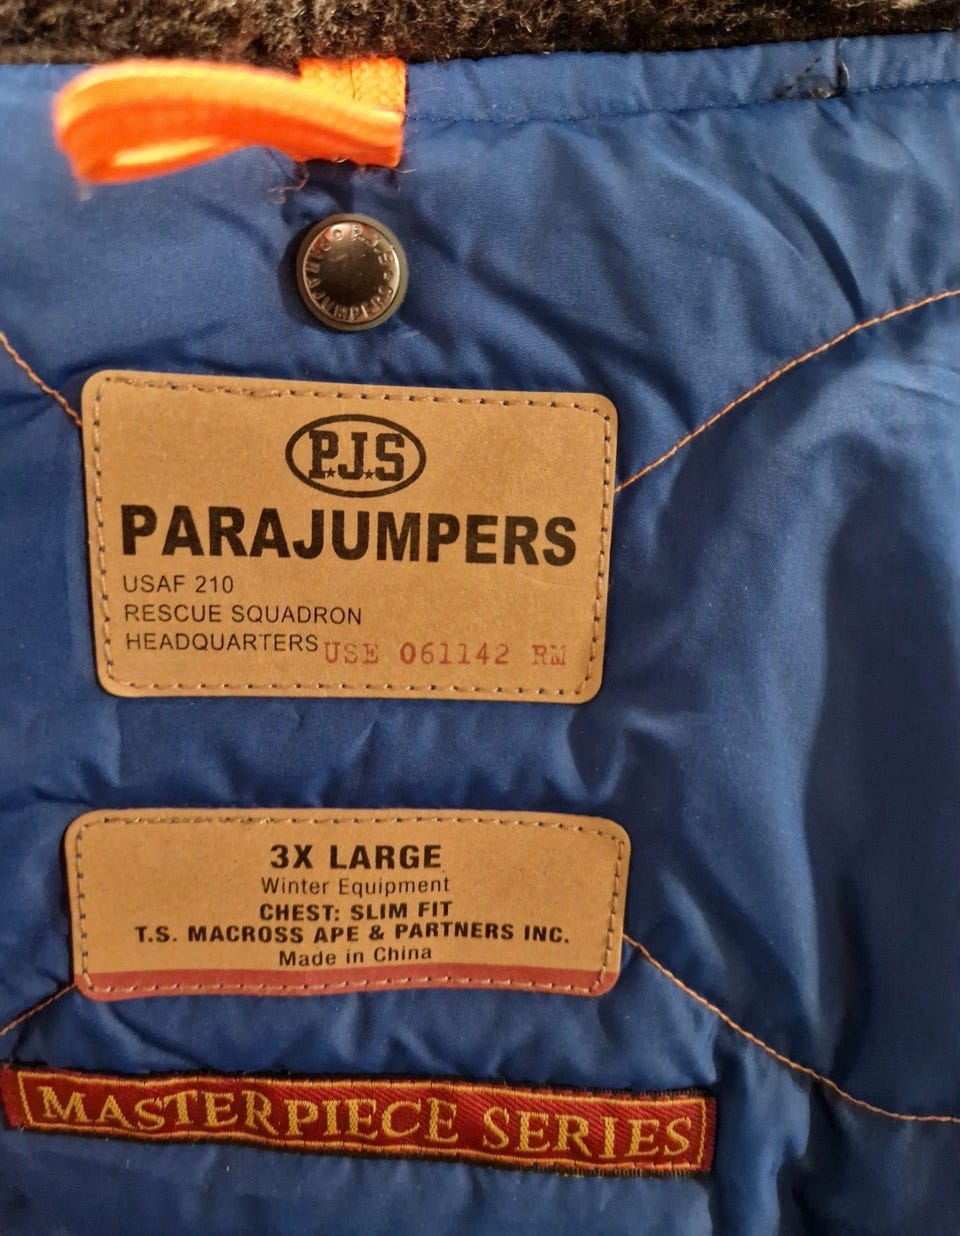 P.J.S
PARAJUMPERS
P.J.S
PARAJUMPERS
USAF 210
RESCUE SQUADRON
HEADQUARTERS USE 061142 RM
3X LARGE
Winter Equipment
CHEST: SLIM FIT
T.S. MACROSS APE & PARTNERS INC.
Made in China
MASTERPIECE SERIES